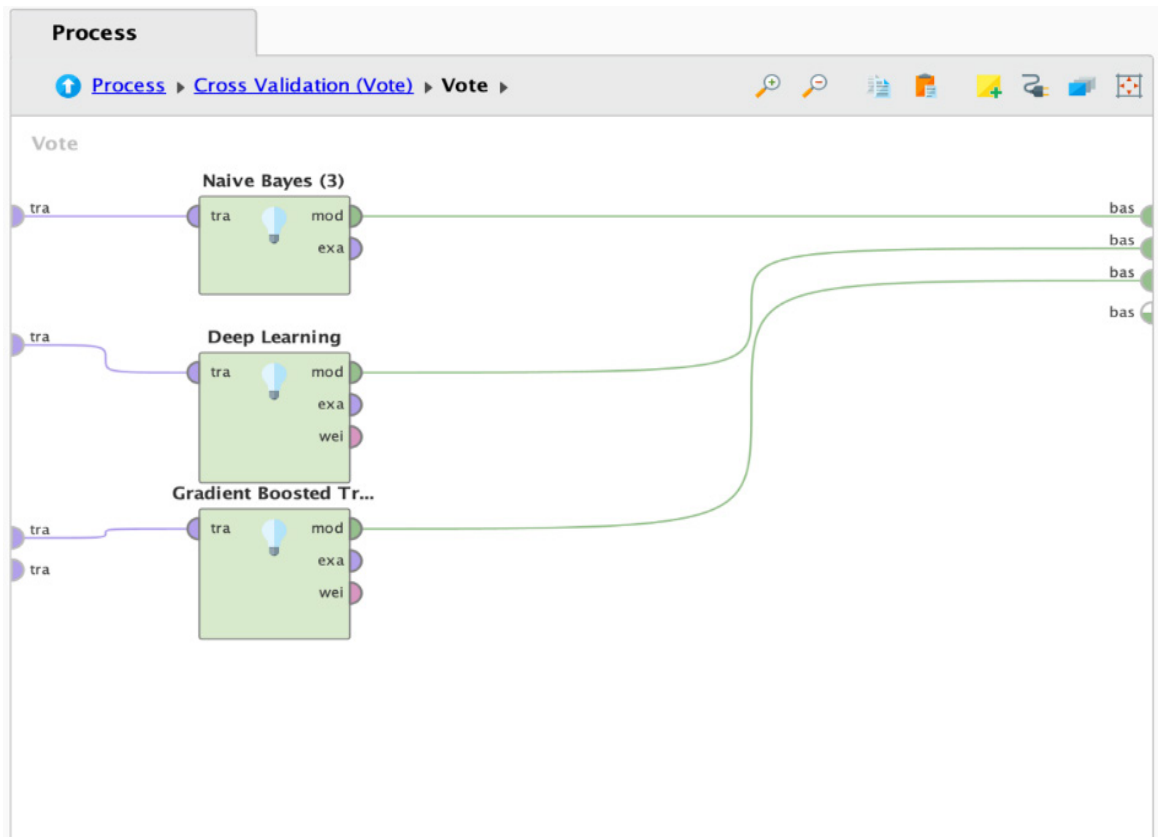 Process
Process Cross Validation (Vote) Vote
Vote
Naive Bayes (3)
tra
tra mod
exa
bas
bas
bas
bas
Deep Learning
tra
tra mod
exa
wei
Gradient Boosted Tr...
tra
tra mod
exa
tra
wei